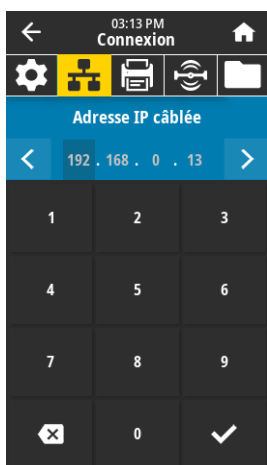 03:13 PM
Connexion
Adresse IP câblée
192 . 168 . 0 . 13
1 2 3
4 5 6
7 8 9
0